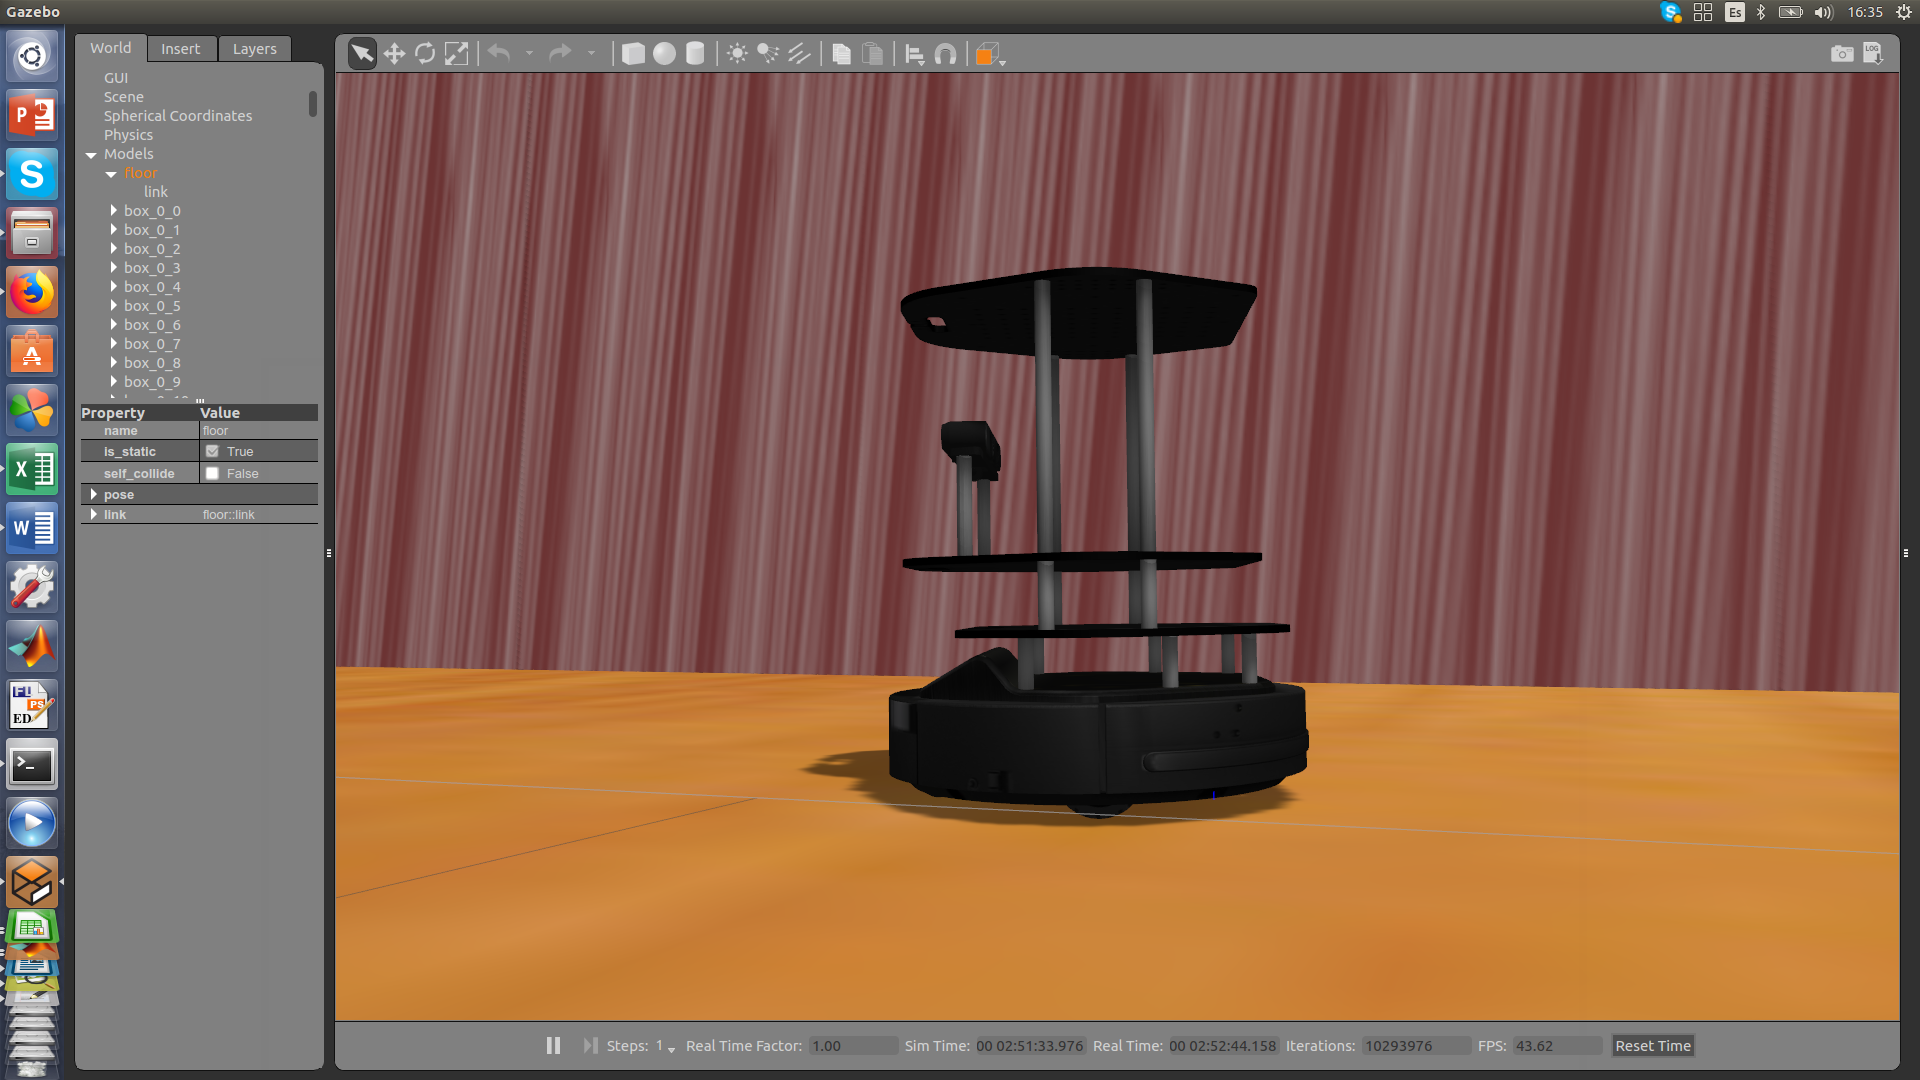 Gazebo
Es
16:35
World
Insert
Layers
LOG
GUI
Scene
Spherical Coordinates
Physics
Models
floor
link
box_0_0
box_0_1
box_0_2
box_0_3
box_0_4
box_0_5
box_0_6
box_0_7
box_0_8
box_0_9
Property Value
name floor
is_static True
self_collide False
pose
link floor::link
Steps: 1 Real Time Factor: 1.00 Sim Time: 00 02:51:33.976 Real Time: 00 02:52:44.158 Iterations: 10293976 FPS: 43.62 Reset Time